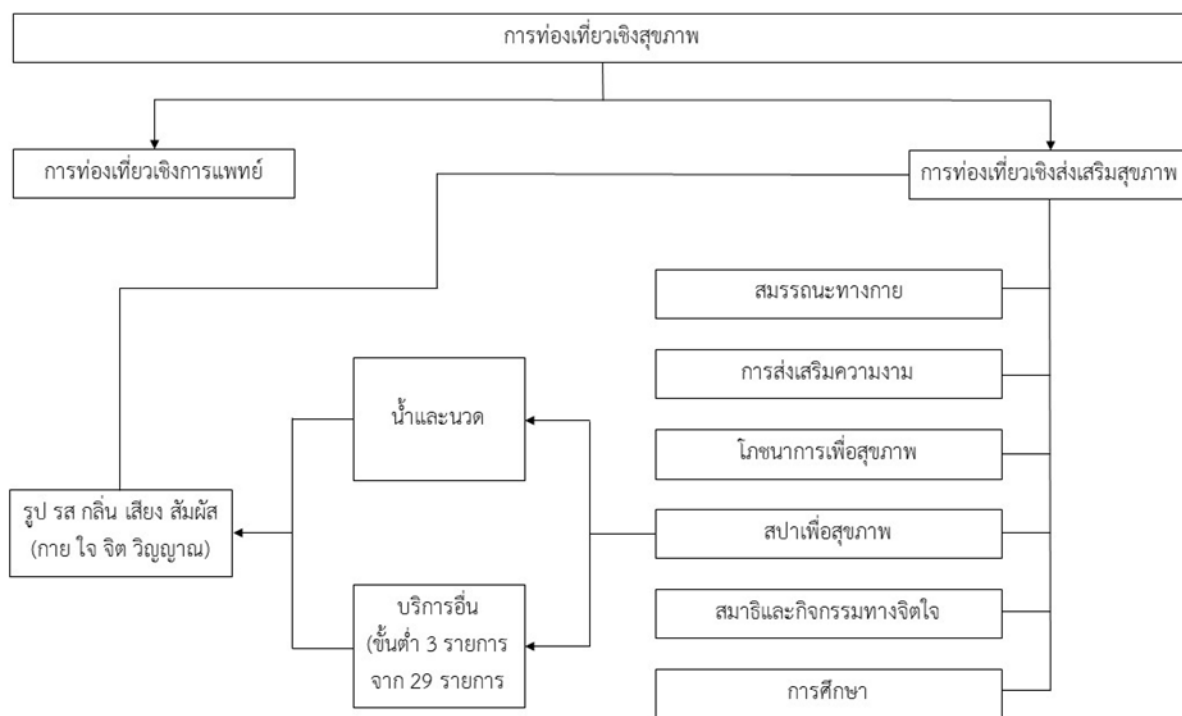 การท่องเที่ยวเชิงสุขภาพ
การท่องเที่ยวเชิงการแพทย์
การท่องเที่ยวเชิงส่งเสริมสุขภาพ
สมรรถนะทางกาย
การส่งเสริมความงาม
น้ำและนวด
โภชนาการเพื่อสุขภาพ
รูป รส กลิ่น เสียง สัมผัส
(กาย ใจ จิต วิญญาณ)
สปาเพื่อสุขภาพ
บริการอื่น
(ขั้นต่ำ 3 รายการ
จาก 29 รายการ
สมาธิและกิจกรรมทางจิตใจ
การศึกษา